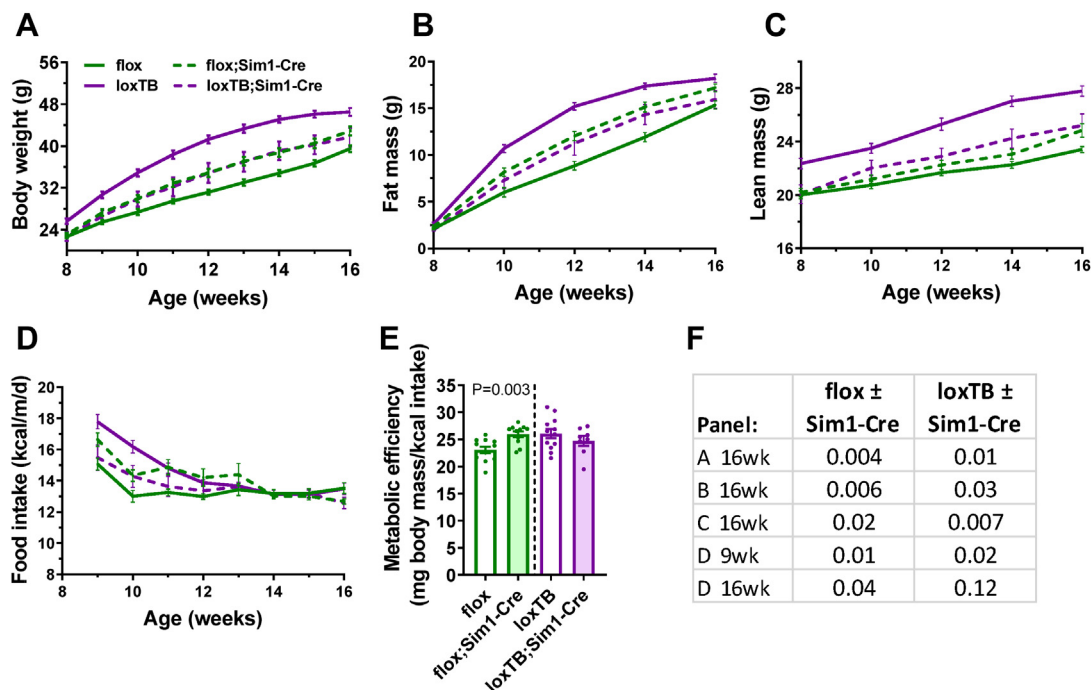 A
B
C
flox
flox;Sim1-Cre
loxTB
loxTB;Sim1-Cre
Body weight (g)
56
48
40
32
24
8 10 12 14 16
Age (weeks)
Fat mass (g)
20
15
10
5
0
8 10 12 14 16
Age (weeks)
Lean mass (g)
28
24
20
16
8 10 12 14 16
Age (weeks)
D
E
F
Food intake (kcal/m/d)
20
18
16
14
12
10
8
8 10 12 14 16
Age (weeks)
Metabolic efficiency
(mg body mass/kcal intake)
35
30
25
20
15
10
5
0
P=0.003
flox
flox;Sim1-Cre
loxTB
loxTB;Sim1-Cre
Panel: flox ± Sim1-Cre loxTB ± Sim1-Cre
A 16wk 0.004 0.01
B 16wk 0.006 0.03
C 16wk 0.02 0.007
D 9wk 0.01 0.02
D 16wk 0.04 0.12